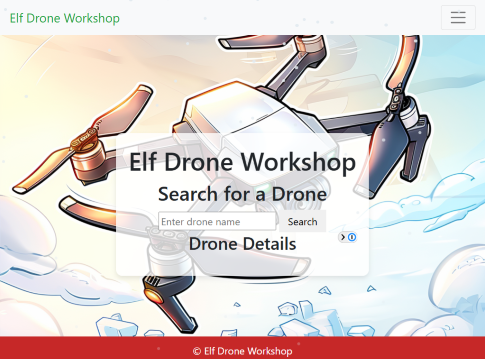 Elf Drone Workshop
Elf Drone Workshop
Search for a Drone
Enter drone name Search
Drone Details
© Elf Drone Workshop